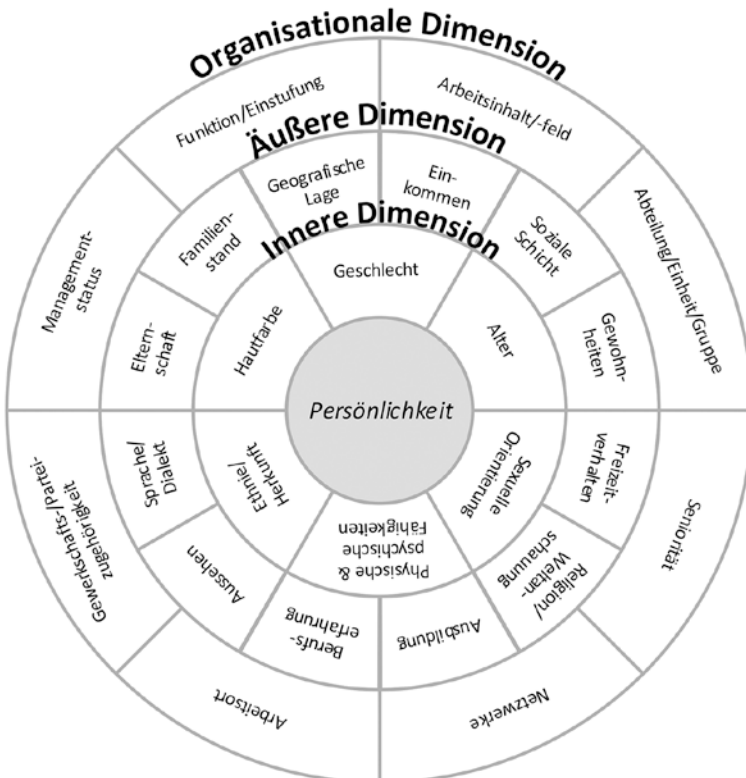 Organisationale Dimension
Funktion/Einstufung
Arbeitsinhalt/-feld
Abteilung/Einheit/Gruppe
Seniorität
Netzwerke
Arbeitsort
Gewerkschafts-/Partei-
zugehörigkeit
Management-
status
Äußere Dimension
Geografische
Lage
Ein-
kommen
Soziale
Schicht
Gewohn-
heiten
Freizeit-
verhalten
Religion/
Weltan-
schauung
Ausbildung
Berufs-
erfahrung
Aussehen
Sprache/
Dialekt
Eltern-
schaft
Familien-
stand
Innere Dimension
Geschlecht
Alter
Sexuelle
Orientierung
Physische &
psychische
Fähigkeiten
Ethnie/
Herkunft
Hautfarbe
Persönlichkeit